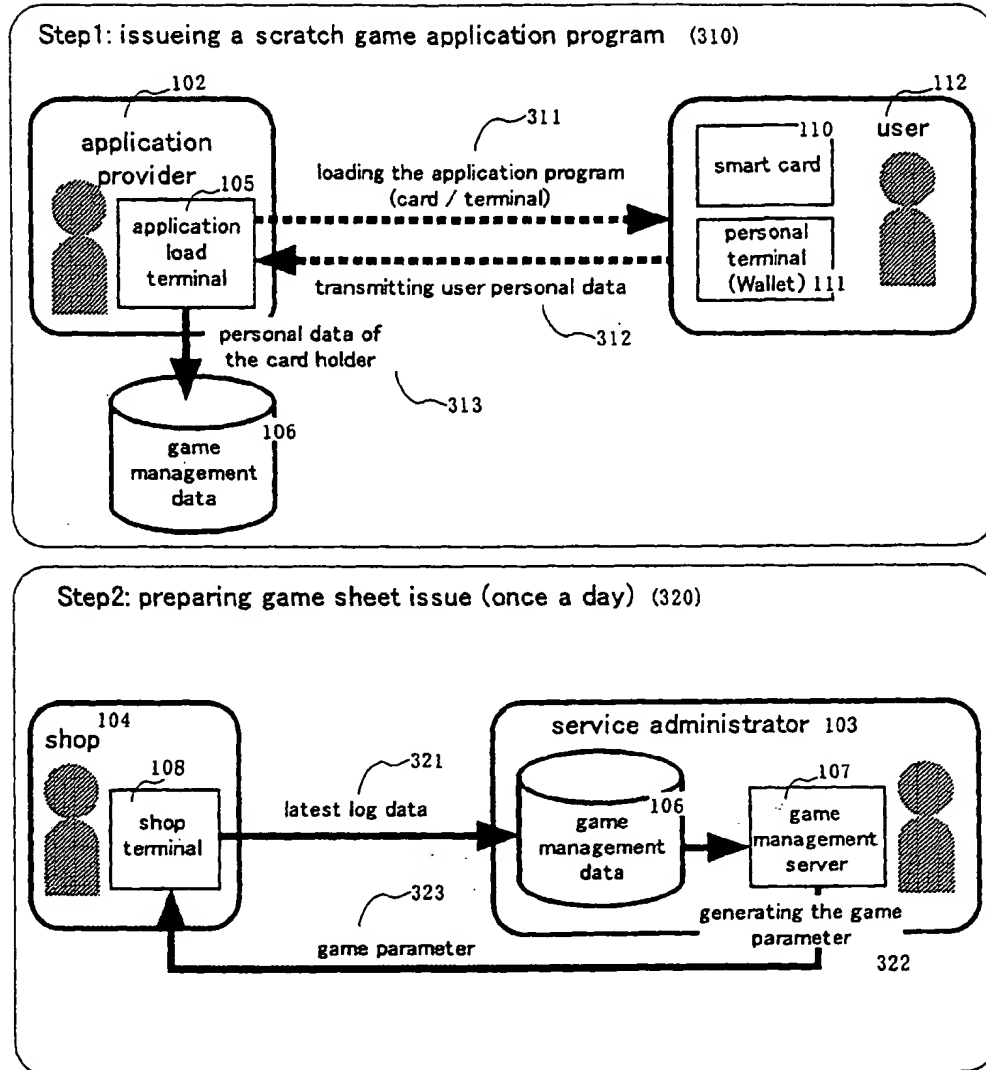 Step1: issueing a scratch game application program (310)
102
application
provider
105
application
load
terminal
311
loading the application program
(card / terminal)
transmitting user personal data
312
112
110
user
smart card
personal
terminal
(Wallet) 111
personal data of
the card holder
313
106
game
management
data
Step2: preparing game sheet issue (once a day) (320)
104
shop
108
shop
terminal
321
latest log data
323
game parameter
service administrator 103
106
game
management
data
107
game
management
server
generating the game
parameter
322